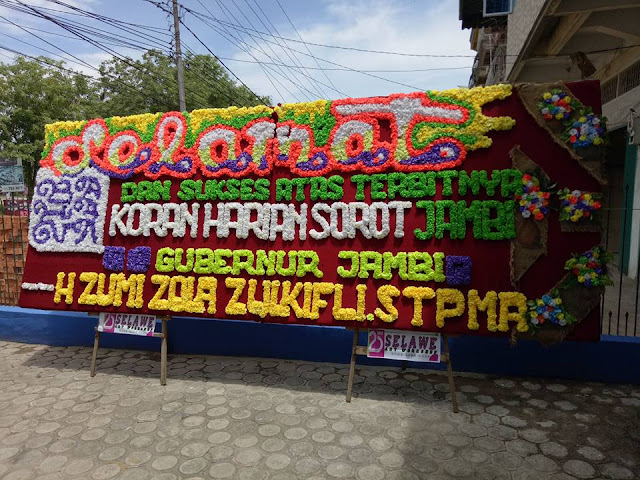 Selamat
DAN SUKSES ATAS TERBITNYA
KORAN HARIAN SOROT JAMBI
GUBERNUR JAMBI
H ZUMI ZOLA ZULKIFLI.STP MA
SELAWE
SELAWE